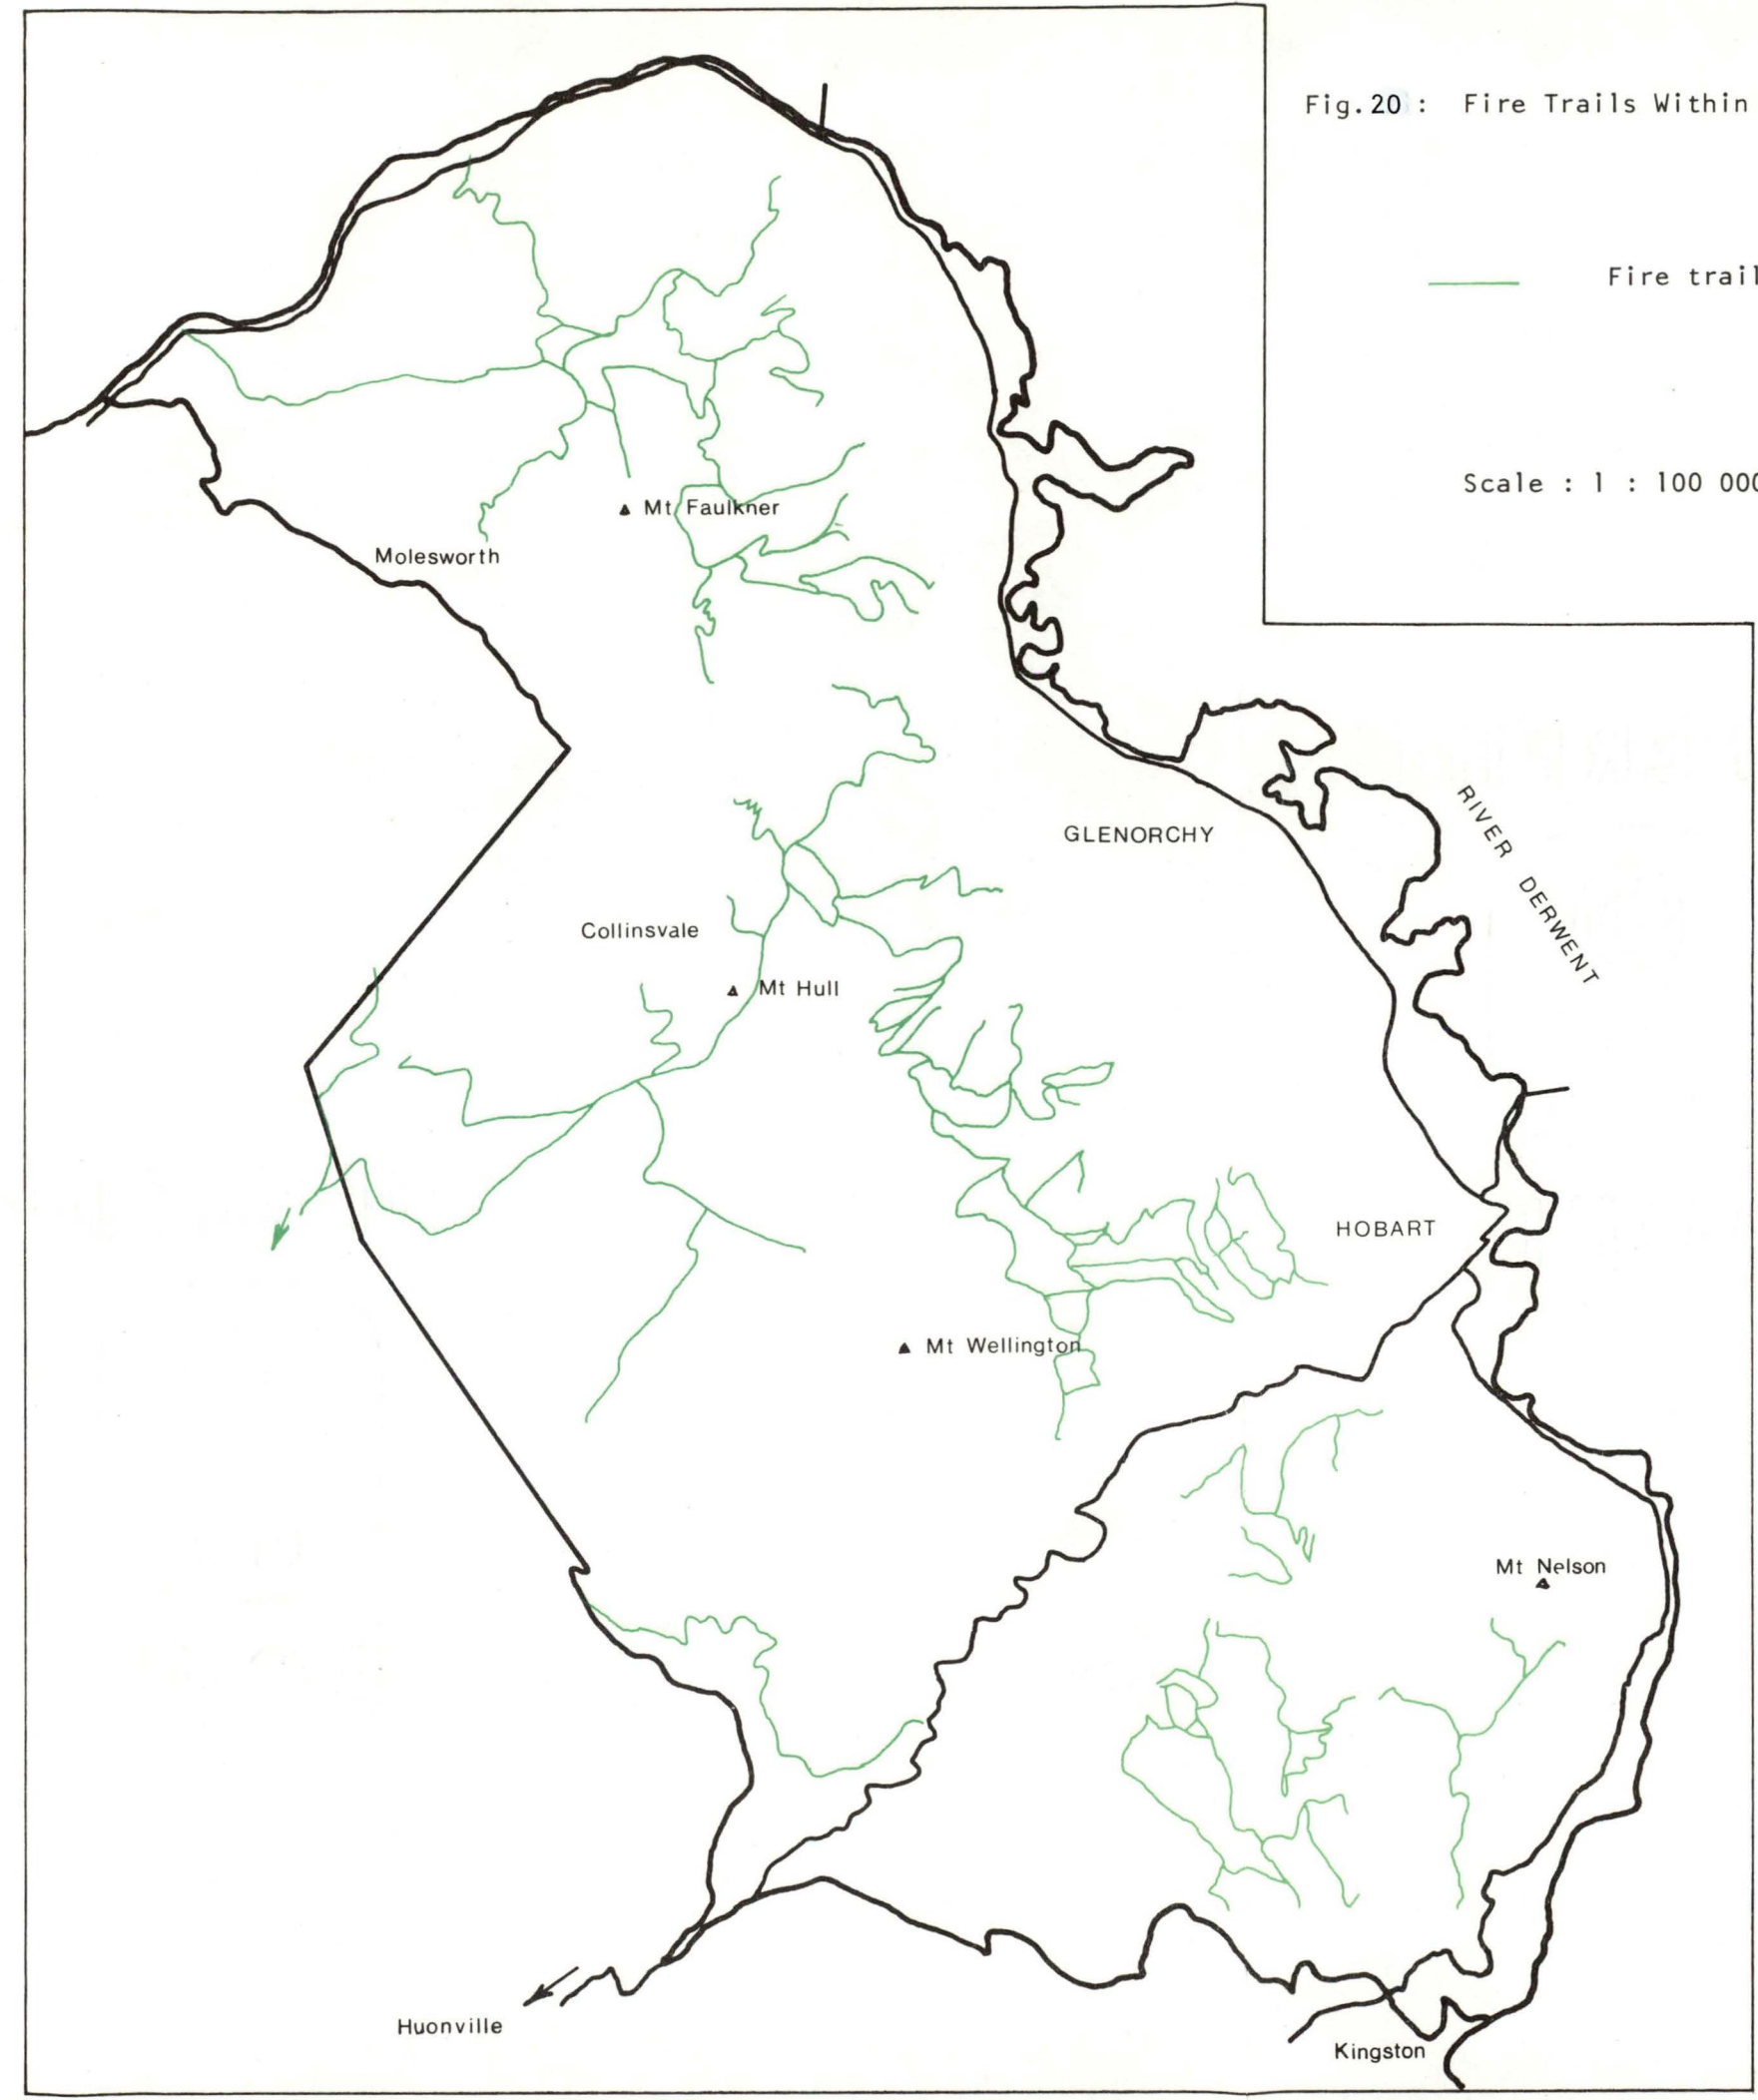 Fig.20 : Fire Trails Within
Fire trail
Scale : 1 : 100 000
Mt Faulkner
Molesworth
RIVER DERWENT
GLENORCHY
Collinsvale
Mt Hull
HOBART
Mt Wellington
Mt Nelson
Huonville
Kingston